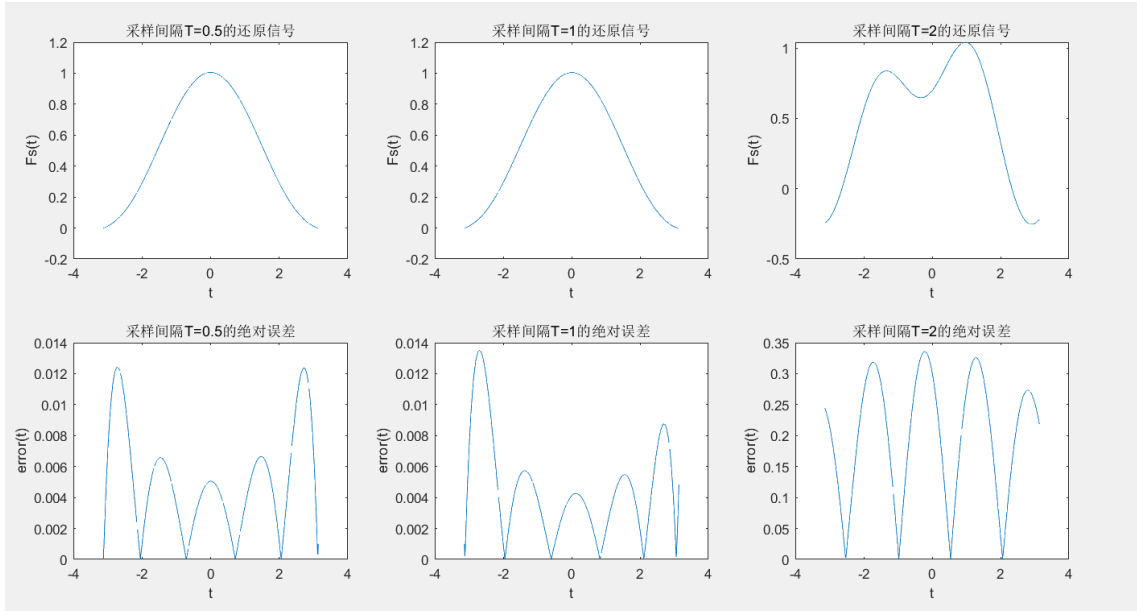 采样间隔T=0.5的还原信号
1.2
1
0.8
0.6
0.4
0.2
0
-0.2
Fs(t)
-4 -2 0 2 4
t
采样间隔T=1的还原信号
1.2
1
0.8
0.6
0.4
0.2
0
-0.2
Fs(t)
-4 -2 0 2 4
t
采样间隔T=2的还原信号
1
0.5
0
-0.5
Fs(t)
-4 -2 0 2 4
t
采样间隔T=0.5的绝对误差
0.014
0.012
0.01
0.008
0.006
0.004
0.002
0
error(t)
-4 -2 0 2 4
t
采样间隔T=1的绝对误差
0.014
0.012
0.01
0.008
0.006
0.004
0.002
0
error(t)
-4 -2 0 2 4
t
采样间隔T=2的绝对误差
0.35
0.3
0.25
0.2
0.15
0.1
0.05
0
error(t)
-4 -2 0 2 4
t